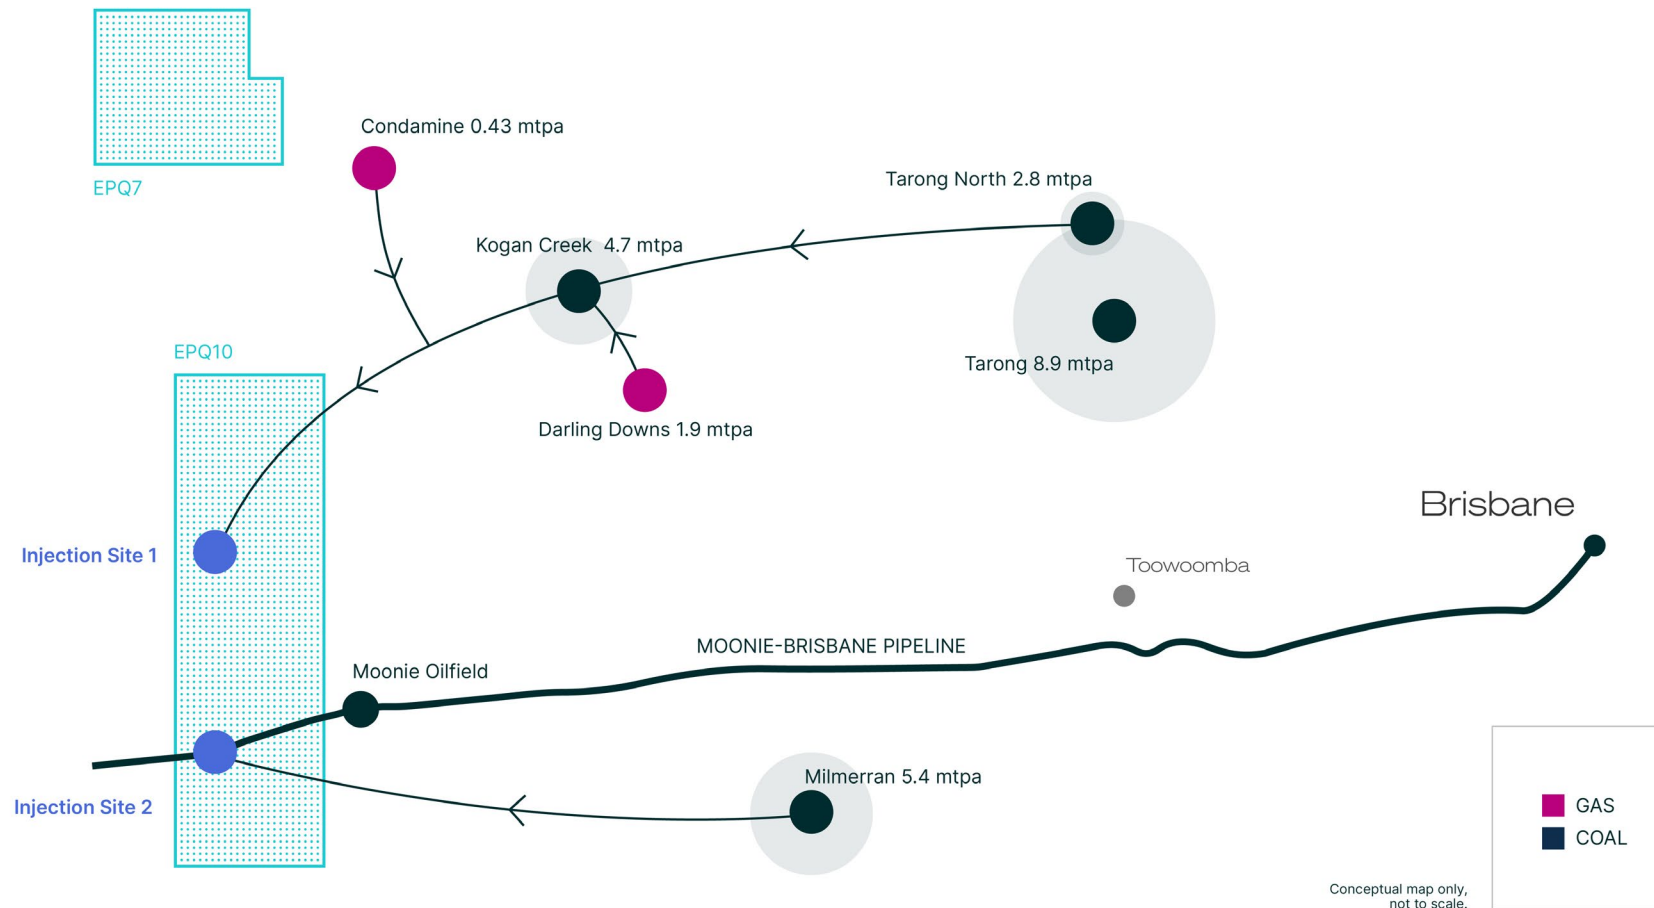 Condamine 0.43 mtpa
EPQ7
Tarong North 2.8 mtpa
Kogan Creek 4.7 mtpa
EPQ10
Tarong 8.9 mtpa
Darling Downs 1.9 mtpa
Brisbane
Injection Site 1
Toowoomba
MOONIE-BRISBANE PIPELINE
Moonie Oilfield
Milmerran 5.4 mtpa
Injection Site 2
GAS
COAL
Conceptual map only,
not to scale.